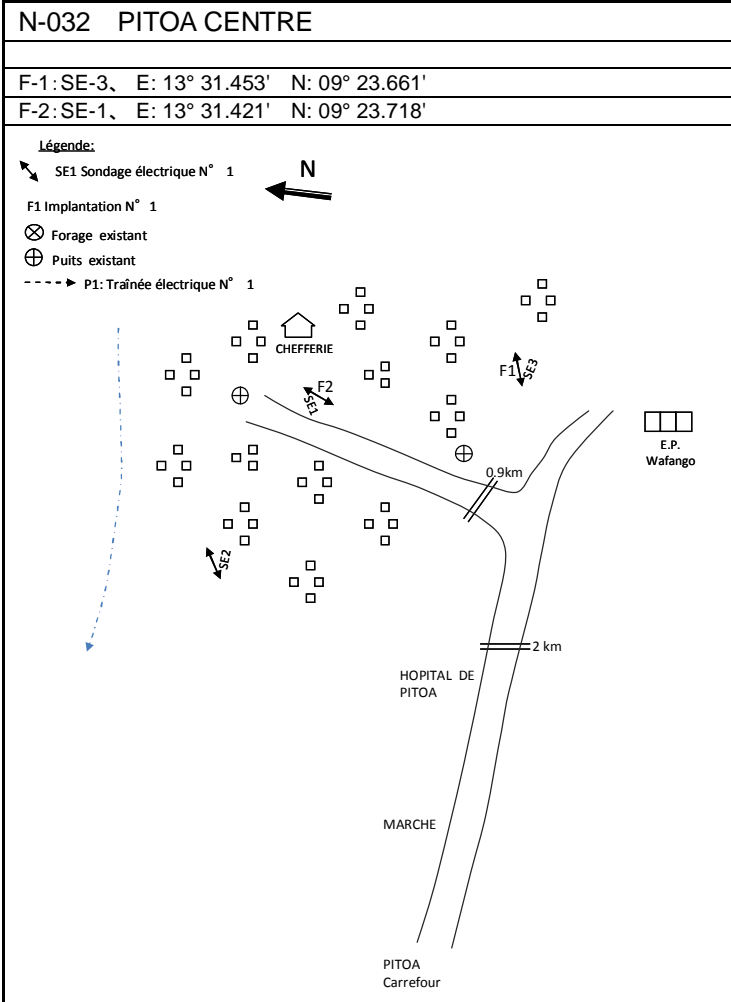 N-032 PITOA CENTRE
F-1:SE-3、 E: 13° 31.453' N: 09° 23.661'
F-2:SE-1、 E: 13° 31.421' N: 09° 23.718'
Légende:
SE1 Sondage électrique N° 1
N
F1 Implantation N° 1
Forage existant
Puits existant
P1: Traînée électrique N° 1
CHEFFERIE
F1
SE3
F2
SE1
E.P.
Wafango
0.9km
SE2
2 km
HOPITAL DE
PITOA
MARCHE
PITOA
Carrefour